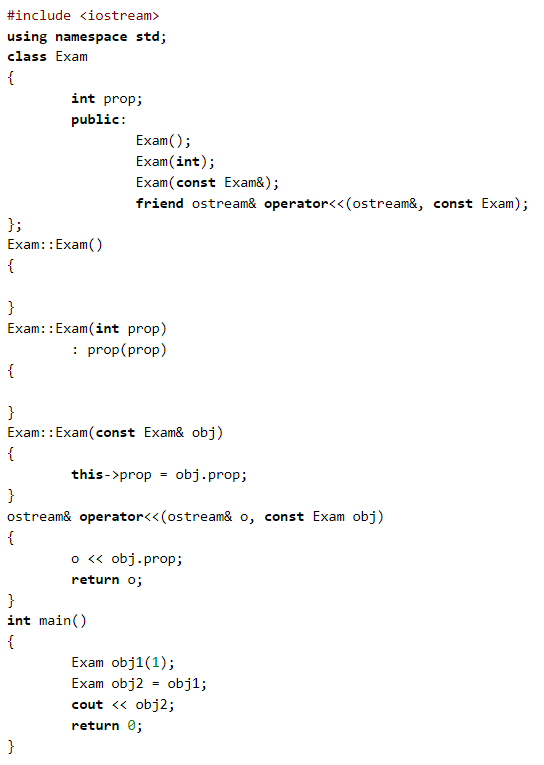 #include <iostream>
using namespace std;
class Exam
{
        int prop;
        public:
                Exam();
                Exam(int);
                Exam(const Exam&);
                friend ostream& operator<<(ostream&, const Exam);
};
Exam::Exam()
{

}
Exam::Exam(int prop)
        : prop(prop)
{

}
Exam::Exam(const Exam& obj)
{
        this->prop = obj.prop;
}
ostream& operator<<(ostream& o, const Exam obj)
{
        o << obj.prop;
        return o;
}
int main()
{
        Exam obj1(1);
        Exam obj2 = obj1;
        cout << obj2;
        return 0;
}